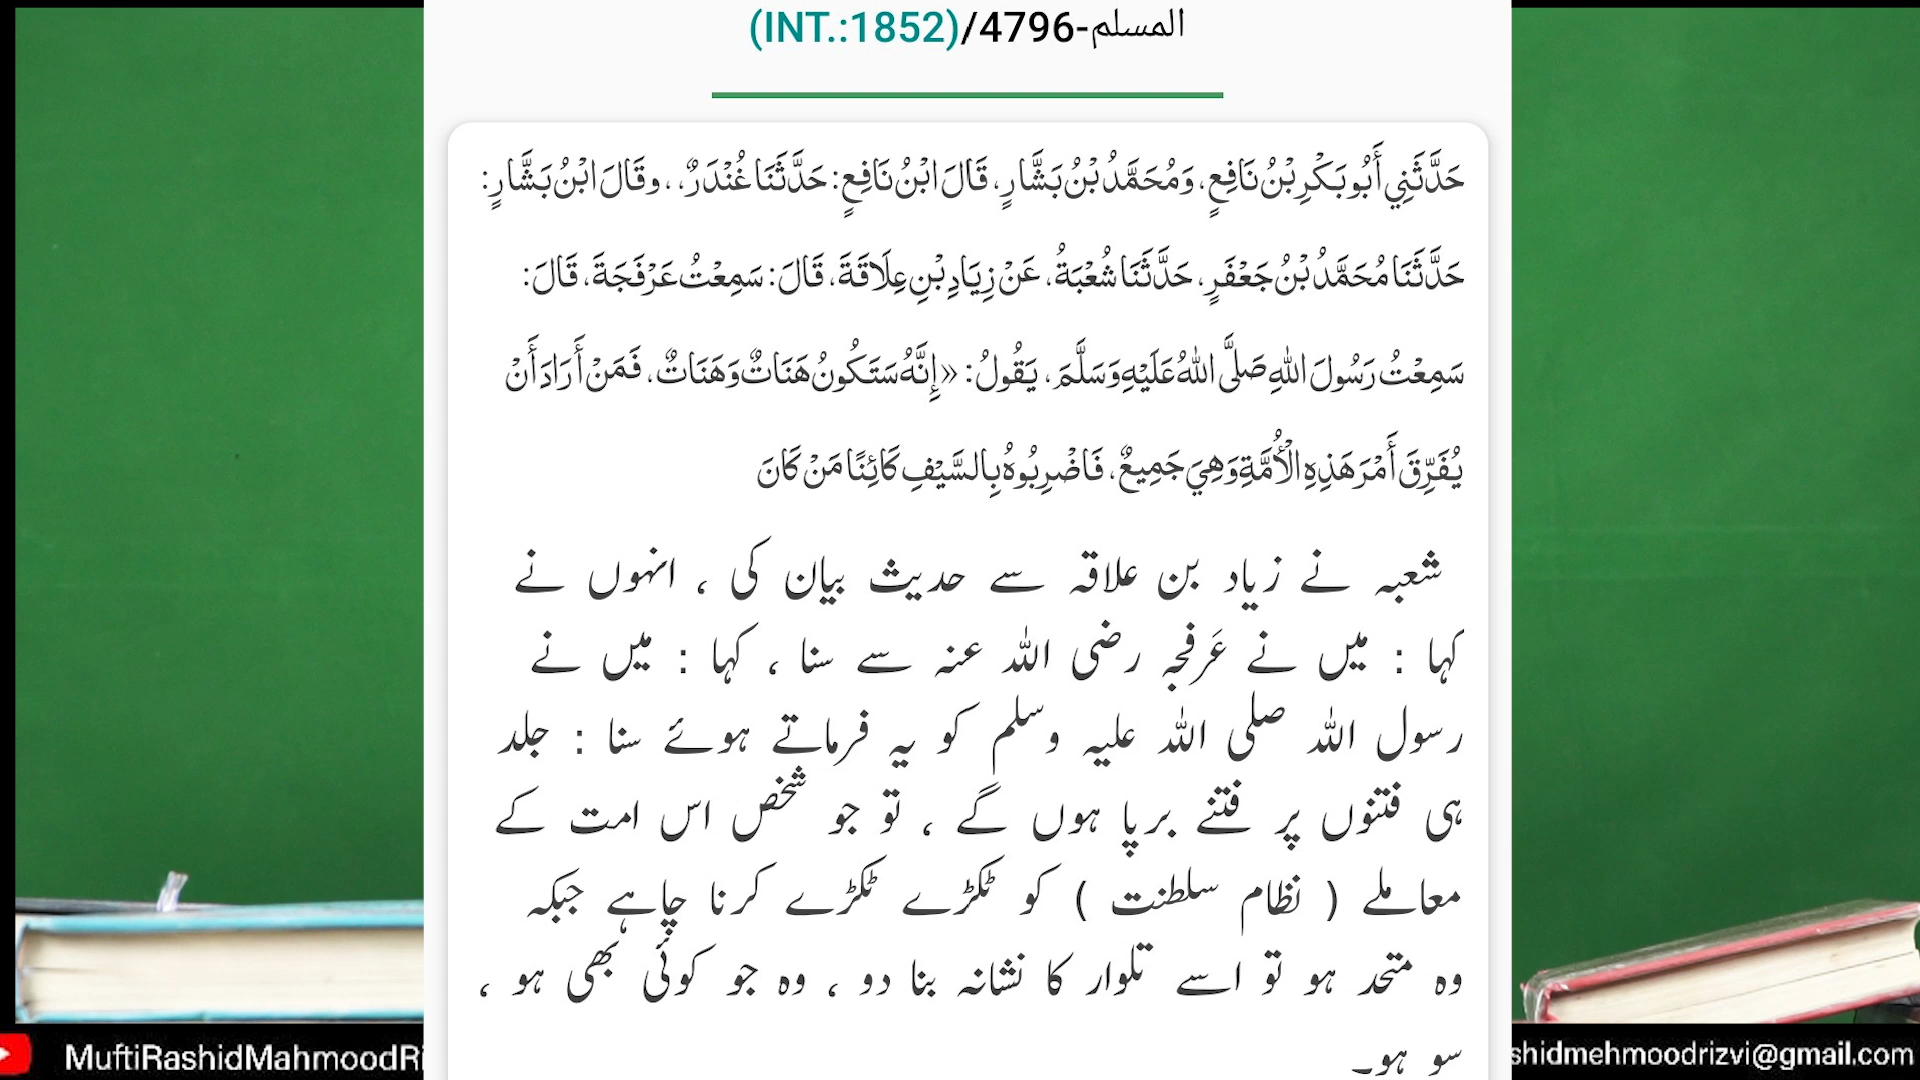 المسلم-4796/(INT.:1852)
حَدَّثَنِي أَبُو بَكْرِ بْنُ نَافِعٍ، وَمُحَمَّدُ بْنُ بَشَّارٍ، قَالَ ابْنُ نَافِعٍ: حَدَّثَنَا غُنْدَرٌ، ، وقَالَ ابْنُ بَشَّارٍ:
حَدَّثَنَا مُحَمَّدُ بْنُ جَعْفَرٍ، حَدَّثَنَا شُعْبَةُ، عَنْ زِيَادِ بْنِ عِلَاقَةَ، قَالَ: سَمِعْتُ عَرْفَجَةَ، قَالَ:
سَمِعْتُ رَسُولَ اللهِ صَلَّى اللهُ عَلَيْهِ وَسَلَّمَ، يَقُولُ: «إِنَّهُ سَتَكُونُ هَنَاتٌ وَهَنَاتٌ، فَمَنْ أَرَادَ أَنْ
يُفَرِّقَ أَمْرَ هَذِهِ الْأُمَّةِ وَهِيَ جَمِيعٌ، فَاضْرِبُوهُ بِالسَّيْفِ كَائِنًا مَنْ كَانَ
شعبہ نے زیاد بن علاقہ سے حدیث بیان کی ، انہوں نے
کہا : میں نے عَرفجہ رضی اللہ عنہ سے سنا ، کہا : میں نے
رسول اللہ صلی اللہ علیہ وسلم کو یہ فرماتے ہوئے سنا : جلد
ہی فتنوں پر فتنے برپا ہوں گے ، تو جو شخص اس امت کے
معاملے ( نظام سلطنت ) کو ٹکڑے ٹکڑے کرنا چاہے جبکہ
وہ متحد ہو تو اسے تلوار کا نشانہ بنا دو ، وہ جو کوئی بھی ہو ،
سو ہو۔
MuftiRashidMahmoodRi
shidmehmoodrizvi@gmail.com